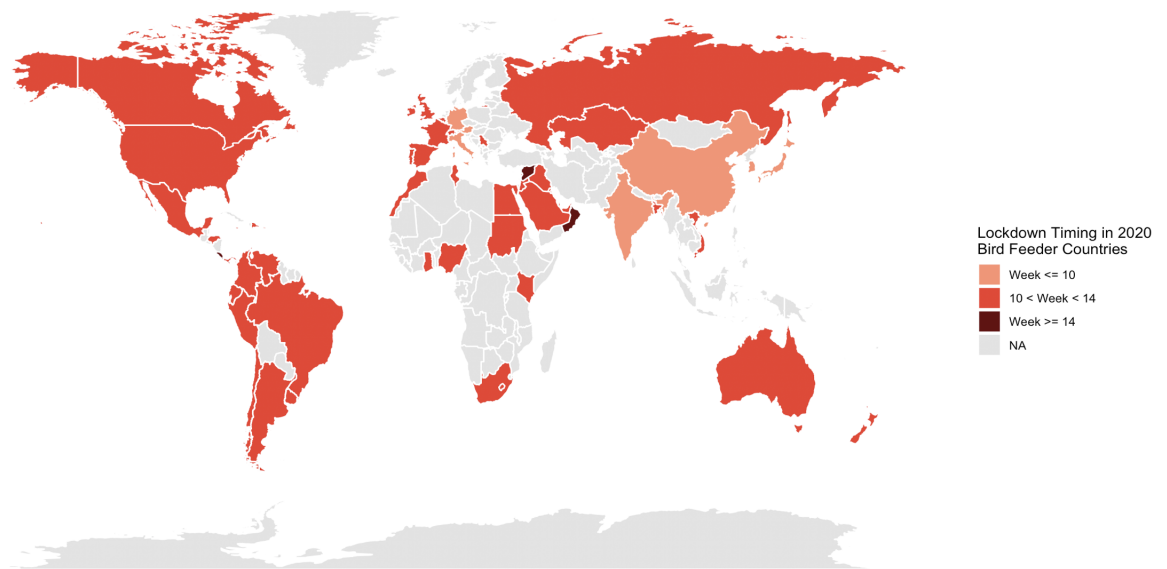 Lockdown Timing in 2020
Bird Feeder Countries
Week <= 10
10 < Week < 14
Week >= 14
NA